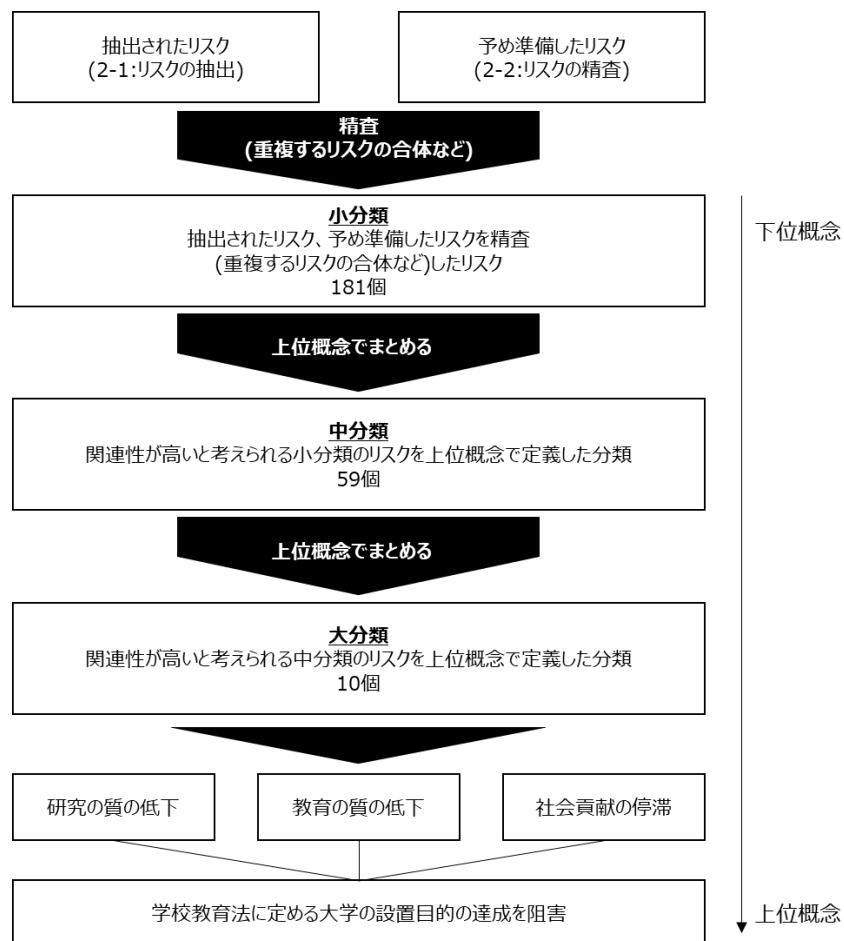 抽出されたリスク
(2-1:リスクの抽出)
予め準備したリスク
(2-2:リスクの精査)
精査
(重複するリスクの合体など)
小分類
抽出されたリスク、予め準備したリスクを精査
(重複するリスクの合体など)したリスク
181個
下位概念
上位概念でまとめる
中分類
関連性が高いと考えられる小分類のリスクを上位概念で定義した分類
59個
上位概念でまとめる
大分類
関連性が高いと考えられる中分類のリスクを上位概念で定義した分類
10個
研究の質の低下
教育の質の低下
社会貢献の停滞
学校教育法に定める大学の設置目的の達成を阻害
上位概念